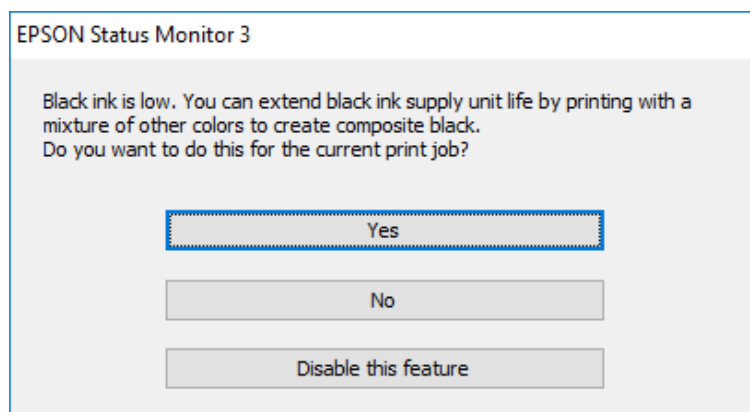 EPSON Status Monitor 3
Black ink is low. You can extend black ink supply unit life by printing with a
mixture of other colors to create composite black.
Do you want to do this for the current print job?
Yes
No
Disable this feature